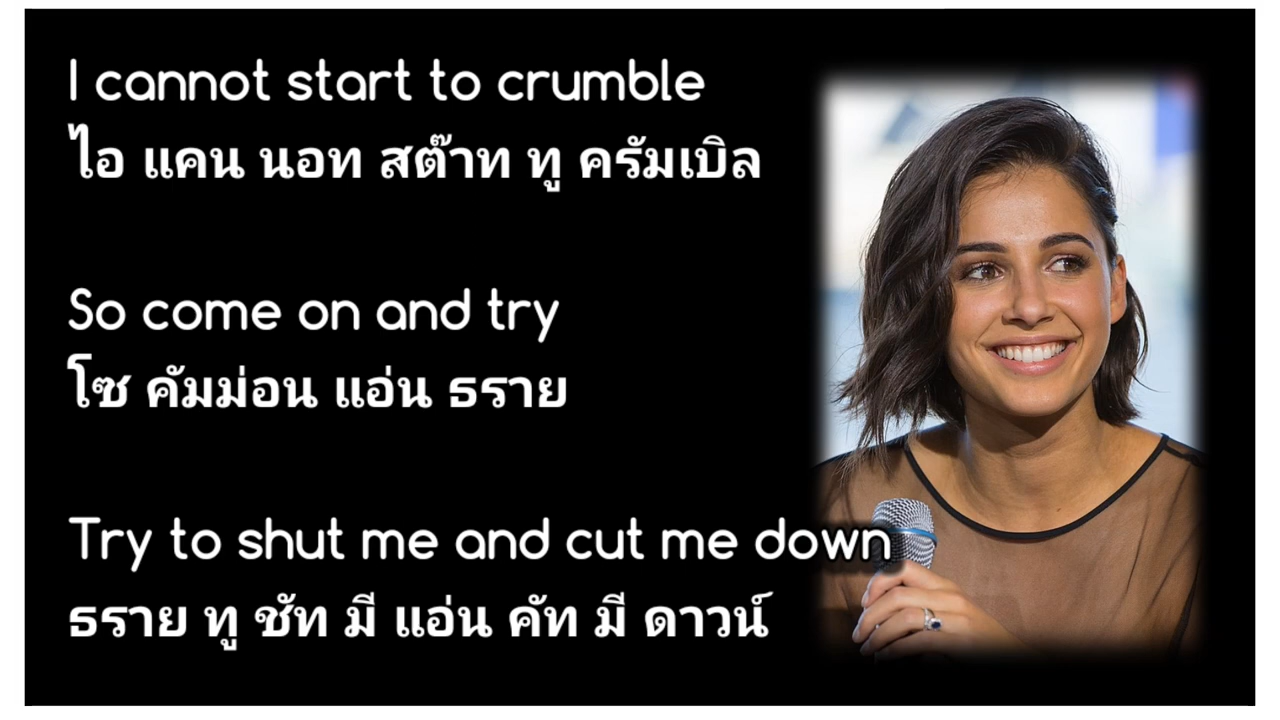 I cannot start to crumble
ไอ แคน นอท สต๊าท ทู ครัมเบิล
So come on and try
โซ คัมม่อน แอ่น ธราย
Try to shut me and cut me down
ธราย ทู ชัท มี แอ่น คัท มี ดาวน์